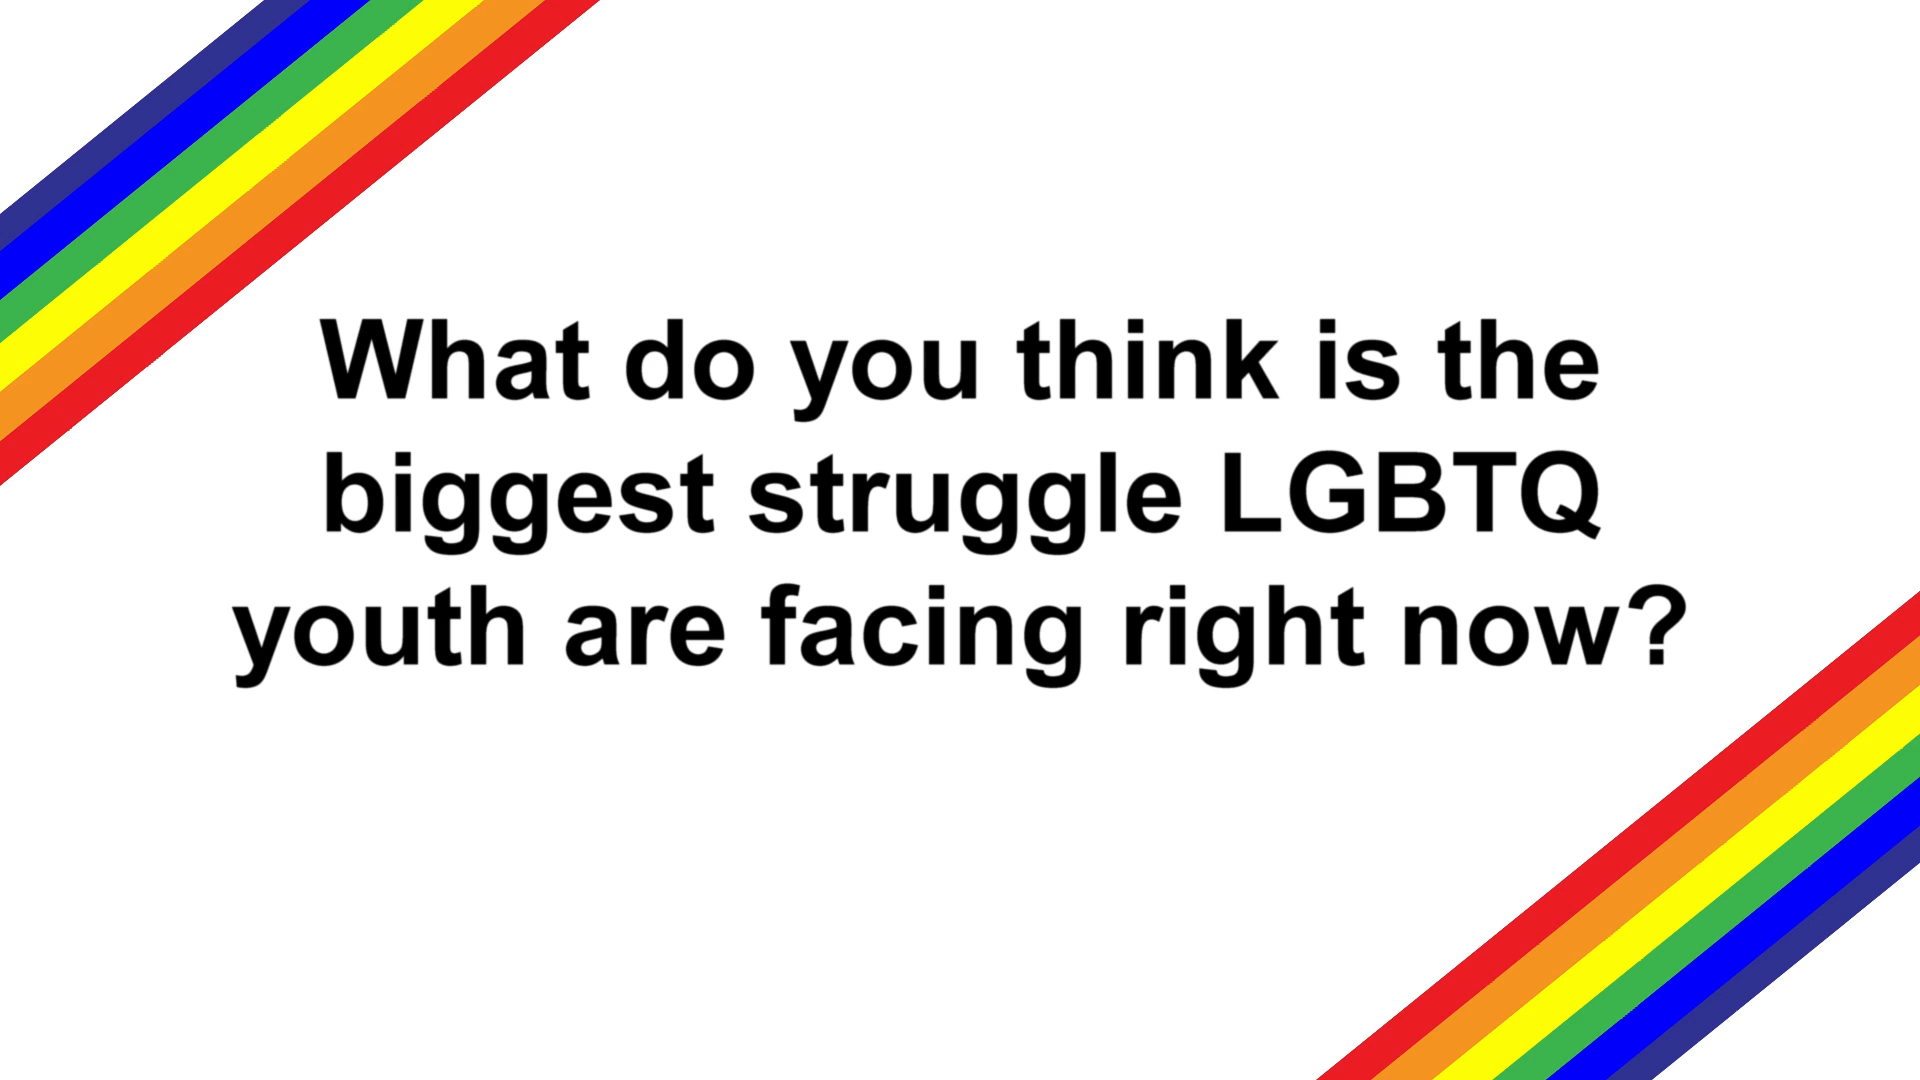 What do you think is the
biggest struggle LGBTQ
youth are facing right now?